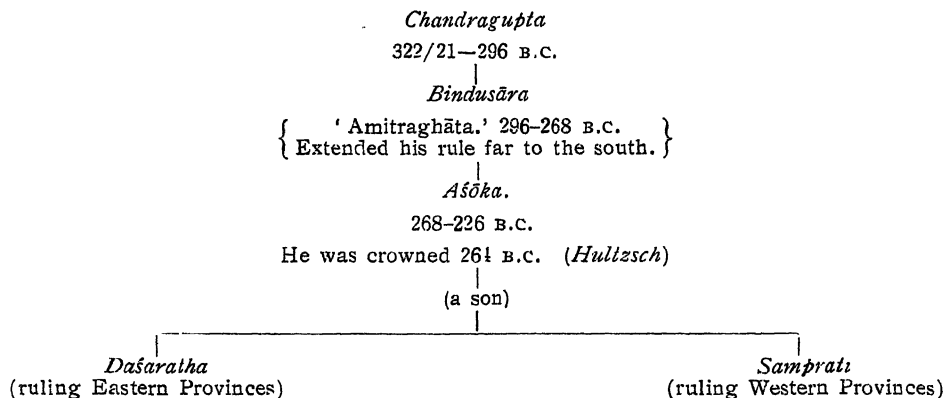 Chandragupta
322/21—296 B.C.
Bindusāra
‘ Amitraghāta.’ 296–268 B.C.
Extended his rule far to the south.
Aśōka.
268–226 B.C.
He was crowned 264 B.C. (Hultzsch)
(a son)
Daśaratha Samprati
(ruling Eastern Provinces) (ruling Western Provinces)